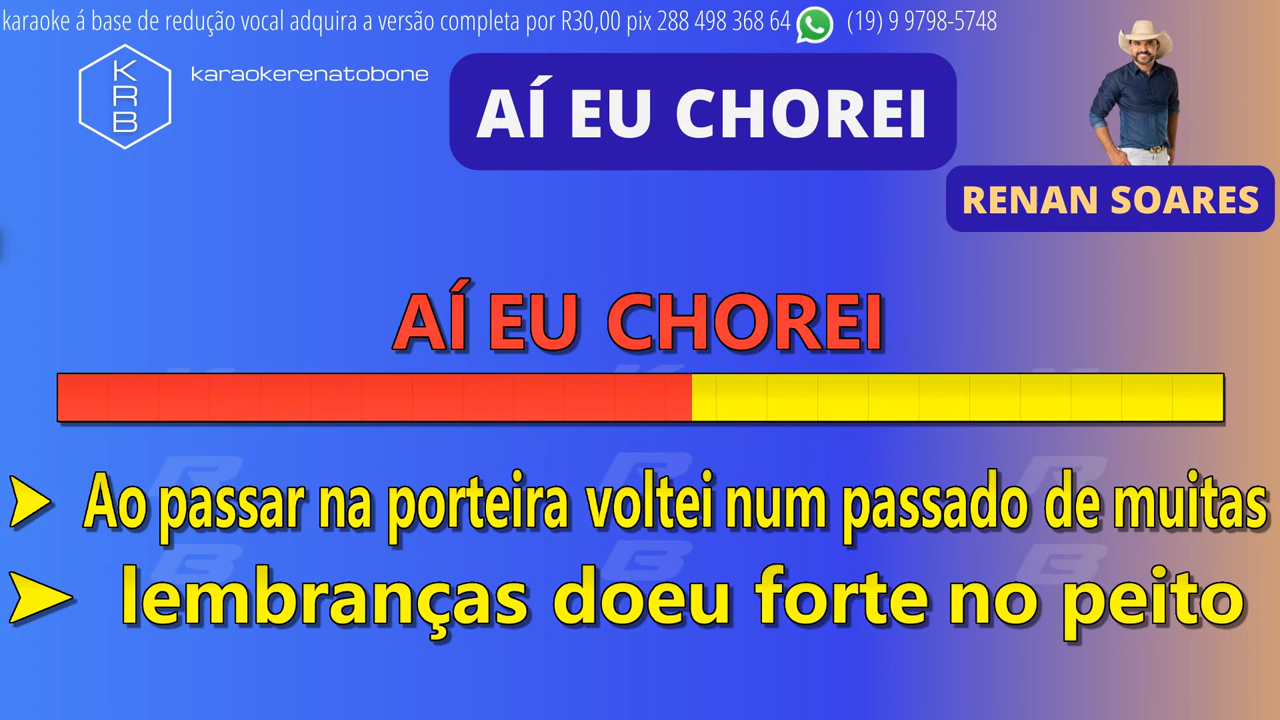 karaoke á base de redução vocal adquira a versão completa por R30,00 pix 288 498 368 64 (19) 9 9798-5748
K
R
B
karaokerenatobone
AÍ EU CHOREI
RENAN SOARES
AÍ EU CHOREI
Ao passar na porteira voltei num passado de muitas
lembranças doeu forte no peito